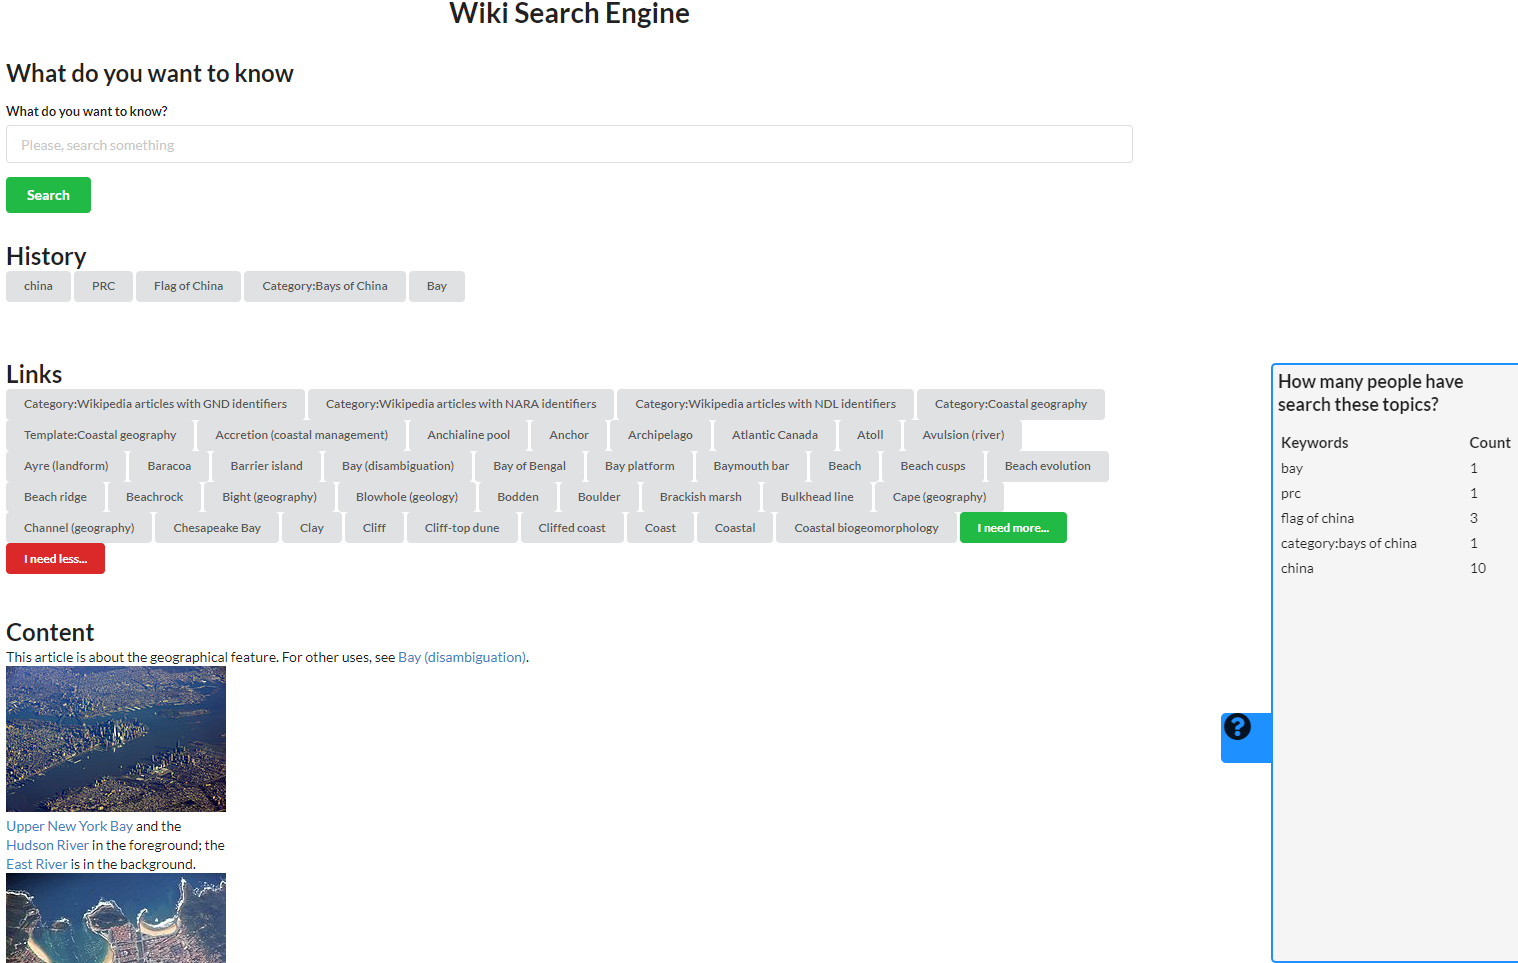 Wiki Search Engine
What do you want to know
What do you want to know?
Please, search something
Search
History
china PRC Flag of China Category:Bays of China Bay
Links
Category:Wikipedia articles with GND identifiers Category:Wikipedia articles with NARA identifiers Category:Wikipedia articles with NDL identifiers Category:Coastal geography
Template:Coastal geography Accretion (coastal management) Anchialine pool Anchor Archipelago Atlantic Canada Atoll Avulsion (river)
Ayre (landform) Baracoa Barrier island Bay (disambiguation) Bay of Bengal Bay platform Baymouth bar Beach Beach cusps Beach evolution
Beach ridge Beachrock Bight (geography) Blowhole (geology) Bodden Boulder Brackish marsh Bulkhead line Cape (geography)
Channel (geography) Chesapeake Bay Clay Cliff Cliff-top dune Cliffed coast Coast Coastal Coastal biogeomorphology I need more...
I need less...
Content
This article is about the geographical feature. For other uses, see Bay (disambiguation).
Upper New York Bay and the
Hudson River in the foreground; the
East River is in the background.
How many people have
search these topics?
Keywords Count
bay 1
prc 1
flag of china 3
category:bays of china 1
china 10
?